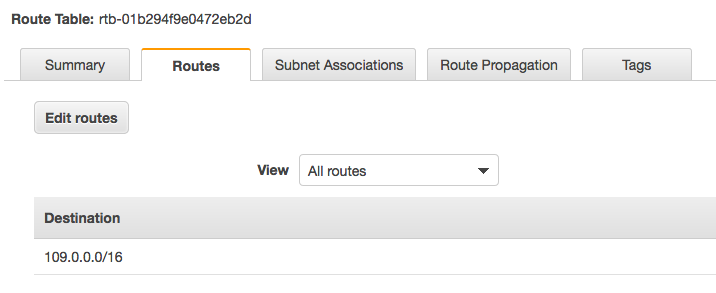 Route Table: rtb-01b294f9e0472eb2d
Summary Routes Subnet Associations Route Propagation Tags
Edit routes
View All routes
Destination
109.0.0.0/16